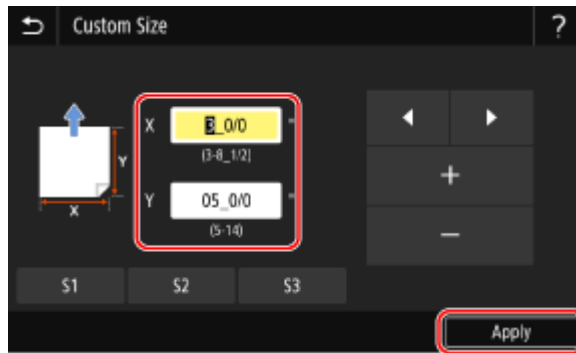 Custom Size
?
X 3_0/0 "
(3-8_1/2)
Y
Y 05_0/0 "
(5-14)
X
+
−
S1 S2 S3
Apply